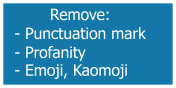 Remove:
- Punctuation mark
- Profanity
- Emoji, Kaomoji